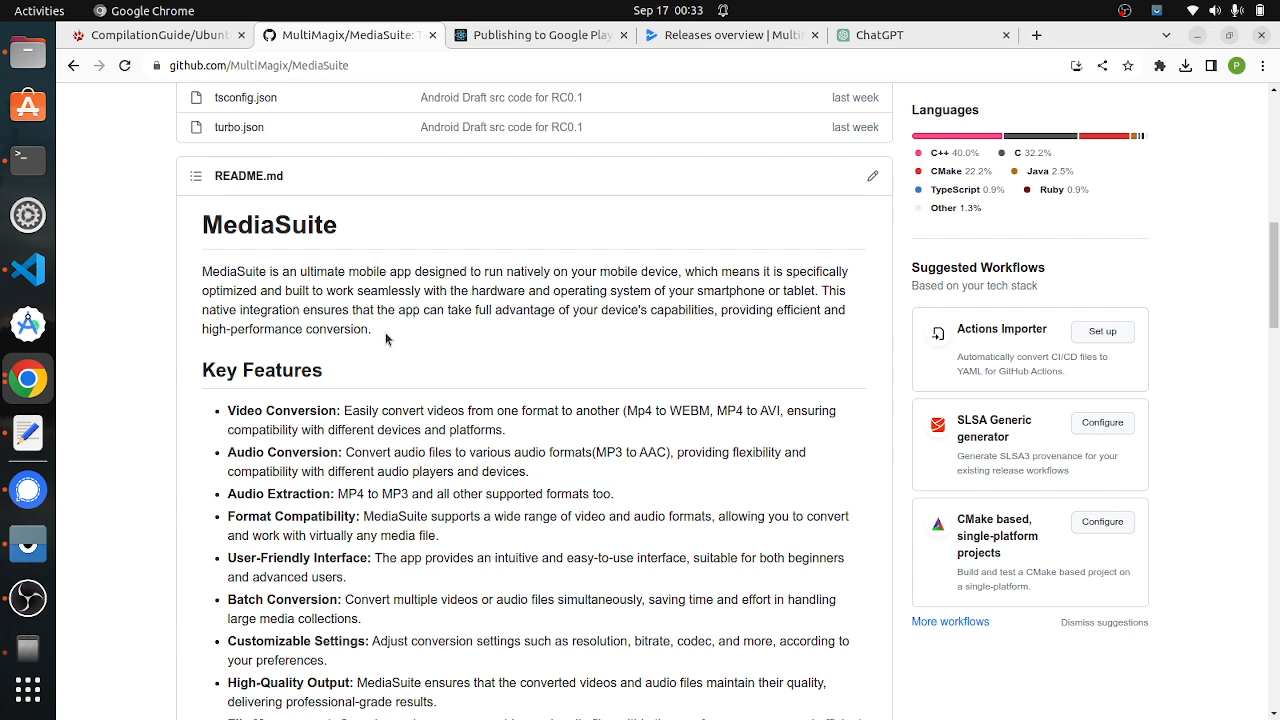 Activities
Google Chrome
Sep 17 00:33
CompilationGuide/Ubunt
MultiMagix/MediaSuite: T
Publishing to Google Play
Releases overview | Multi
ChatGPT
github.com/MultiMagix/MediaSuite
P
tsconfig.json Android Draft src code for RC0.1 last week
turbo.json Android Draft src code for RC0.1 last week
README.md
MediaSuite
MediaSuite is an ultimate mobile app designed to run natively on your mobile device, which means it is specifically
optimized and built to work seamlessly with the hardware and operating system of your smartphone or tablet. This
native integration ensures that the app can take full advantage of your device's capabilities, providing efficient and
high-performance conversion.
Key Features
Video Conversion: Easily convert videos from one format to another (Mp4 to WEBM, MP4 to AVI, ensuring
compatibility with different devices and platforms.
Audio Conversion: Convert audio files to various audio formats(MP3 to AAC), providing flexibility and
compatibility with different audio players and devices.
Audio Extraction: MP4 to MP3 and all other supported formats too.
Format Compatibility: MediaSuite supports a wide range of video and audio formats, allowing you to convert
and work with virtually any media file.
User-Friendly Interface: The app provides an intuitive and easy-to-use interface, suitable for both beginners
and advanced users.
Batch Conversion: Convert multiple videos or audio files simultaneously, saving time and effort in handling
large media collections.
Customizable Settings: Adjust conversion settings such as resolution, bitrate, codec, and more, according to
your preferences.
High-Quality Output: MediaSuite ensures that the converted videos and audio files maintain their quality,
delivering professional-grade results.
Languages
C++ 40.0% C 32.2%
CMake 22.2% Java 2.5%
TypeScript 0.9% Ruby 0.9%
Other 1.3%
Suggested Workflows
Based on your tech stack
Actions Importer
Set up
Automatically convert CI/CD files to
YAML for GitHub Actions.
SLSA Generic
generator
Configure
Generate SLSA3 provenance for your
existing release workflows
CMake based,
single-platform
projects
Configure
Build and test a CMake based project on
a single-platform.
More workflows
Dismiss suggestions